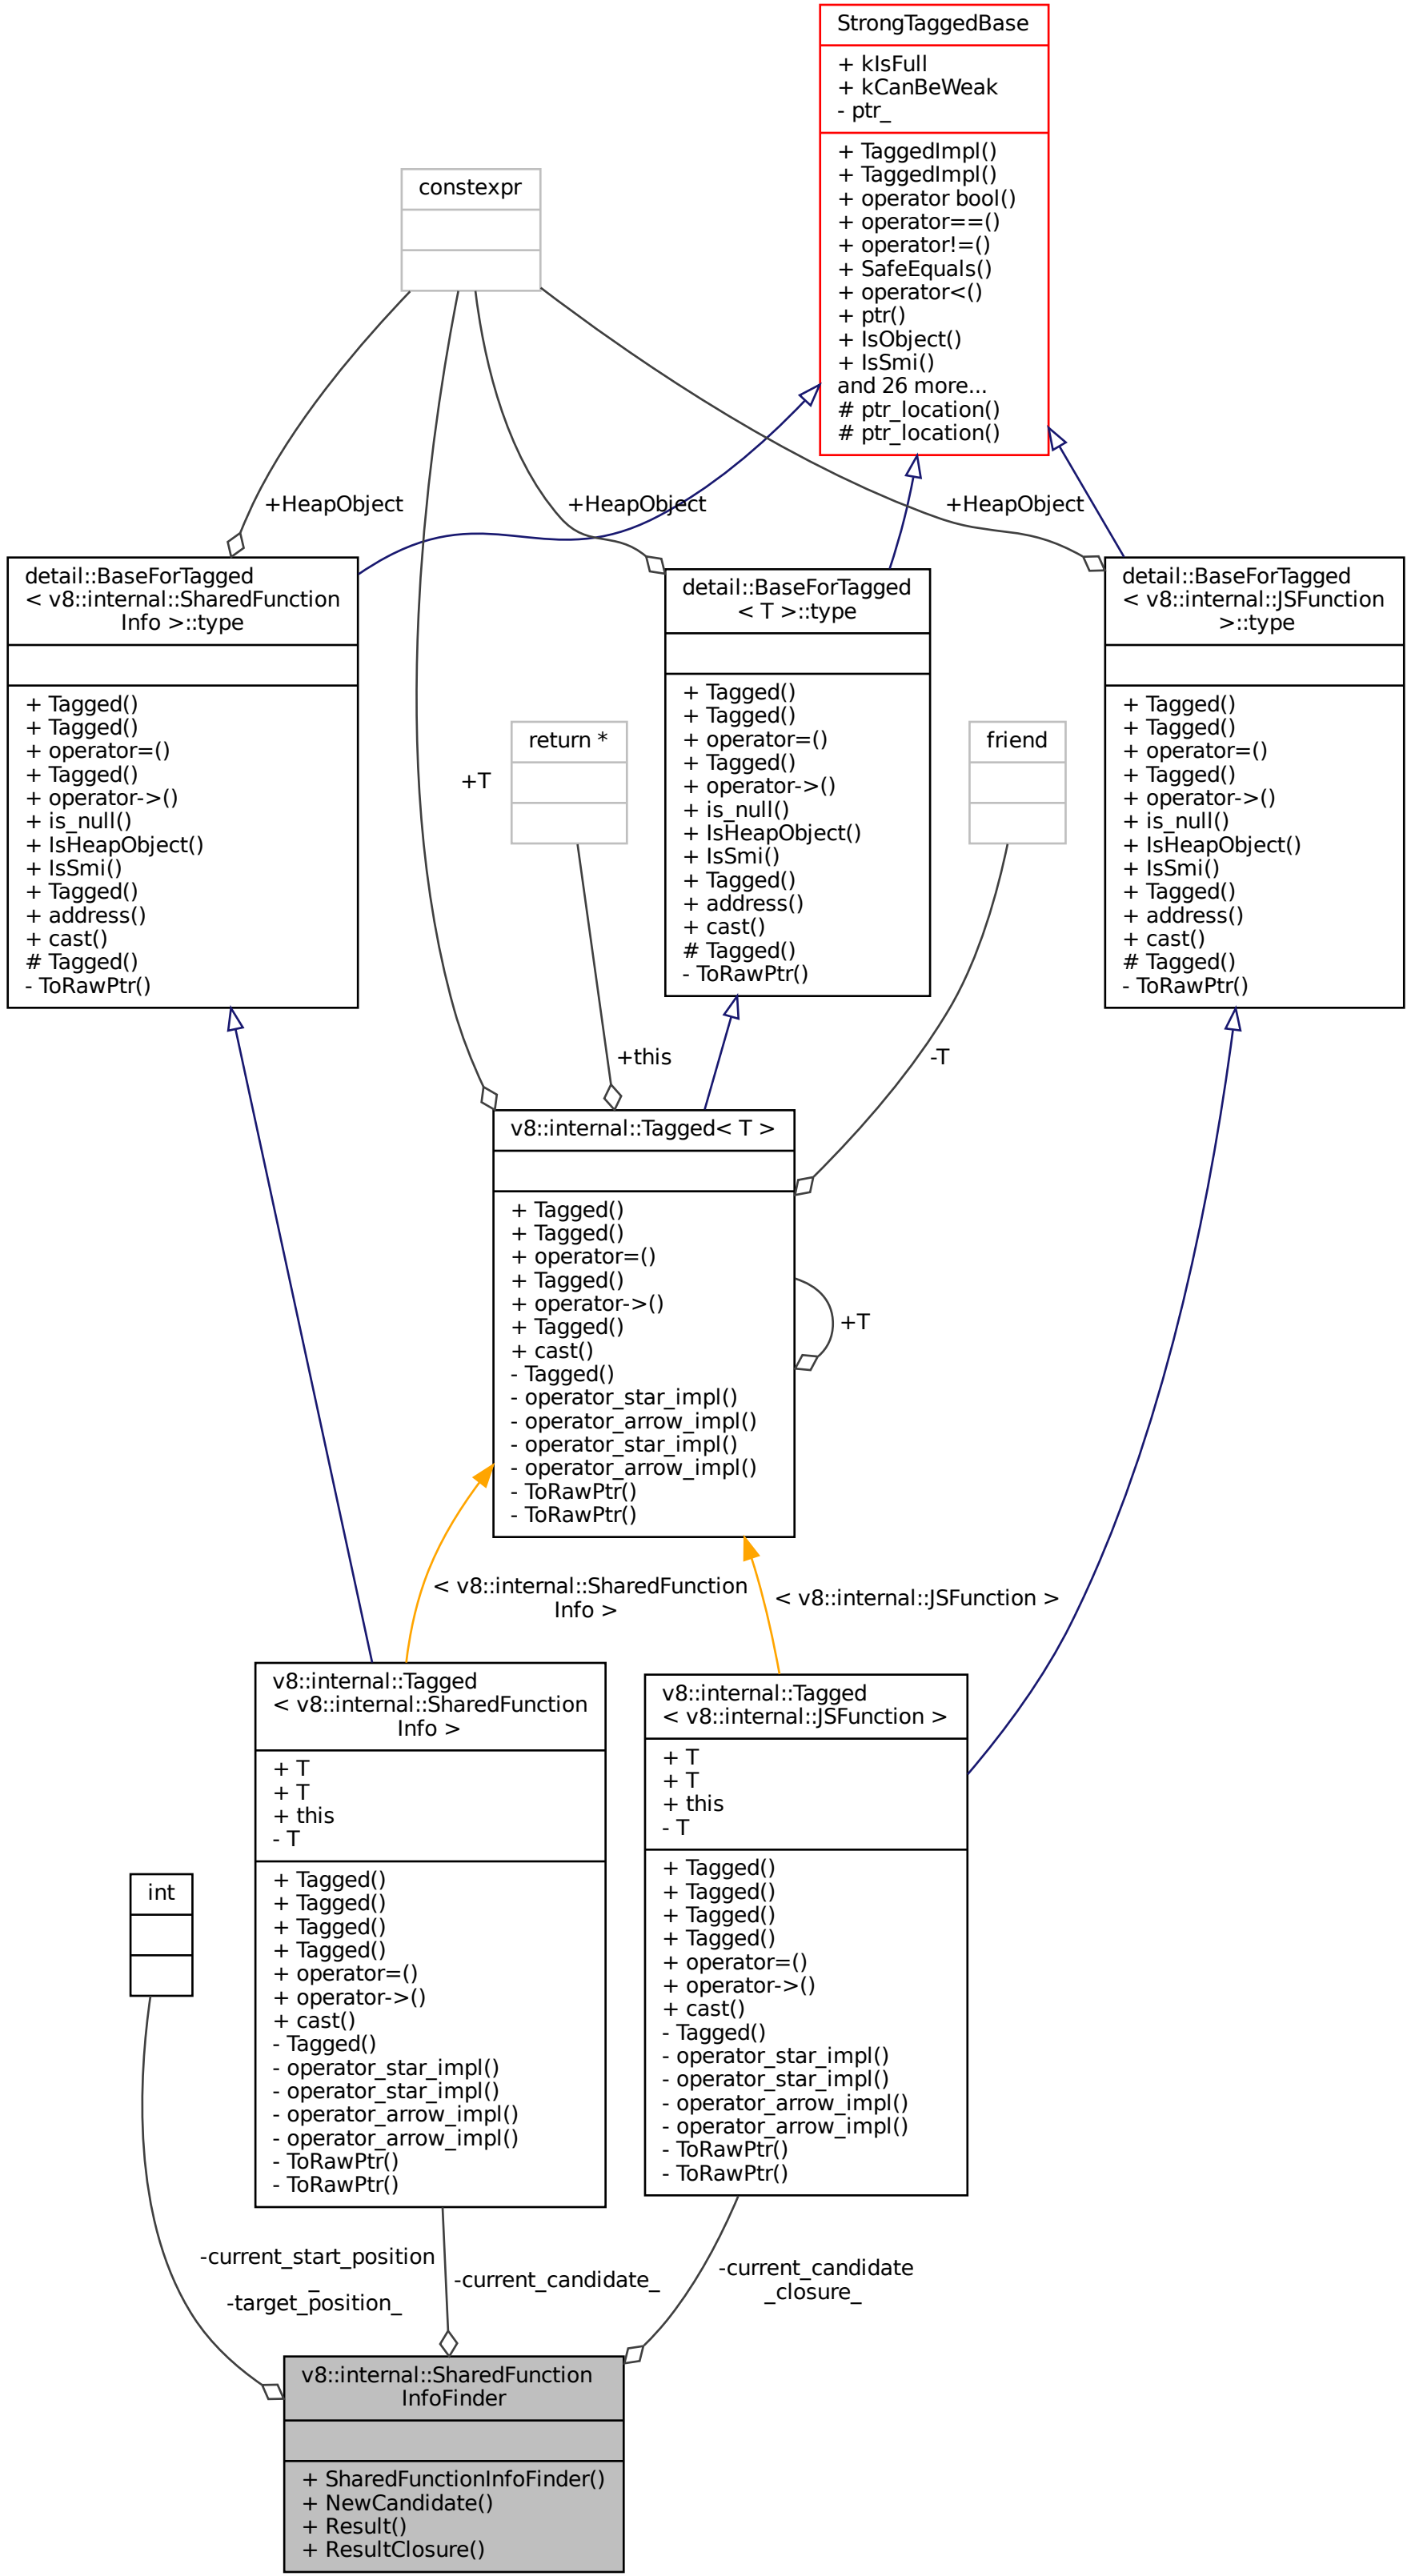 StrongTaggedBase
+ kIsFull
+ kCanBeWeak
- ptr_
+ TaggedImpl()
+ TaggedImpl()
+ operator bool()
+ operator==()
+ operator!=()
+ SafeEquals()
+ operator<()
+ ptr()
+ IsObject()
+ IsSmi()
and 26 more...
# ptr_location()
# ptr_location()
constexpr
+HeapObject
+HeapObject
+HeapObject
detail::BaseForTagged
< v8::internal::SharedFunction
Info >::type
+ Tagged()
+ Tagged()
+ operator=()
+ Tagged()
+ operator->()
+ is_null()
+ IsHeapObject()
+ IsSmi()
+ Tagged()
+ address()
+ cast()
# Tagged()
- ToRawPtr()
detail::BaseForTagged
< T >::type
+ Tagged()
+ Tagged()
+ operator=()
+ Tagged()
+ operator->()
+ is_null()
+ IsHeapObject()
+ IsSmi()
+ Tagged()
+ address()
+ cast()
# Tagged()
- ToRawPtr()
detail::BaseForTagged
< v8::internal::JSFunction
>::type
+ Tagged()
+ Tagged()
+ operator=()
+ Tagged()
+ operator->()
+ is_null()
+ IsHeapObject()
+ IsSmi()
+ Tagged()
+ address()
+ cast()
# Tagged()
- ToRawPtr()
+T
return *
friend
+this
-T
v8::internal::Tagged< T >
+ Tagged()
+ Tagged()
+ operator=()
+ Tagged()
+ operator->()
+ Tagged()
+ cast()
- Tagged()
- operator_star_impl()
- operator_arrow_impl()
- operator_star_impl()
- operator_arrow_impl()
- ToRawPtr()
- ToRawPtr()
+T
< v8::internal::SharedFunction
Info >
< v8::internal::JSFunction >
v8::internal::Tagged
< v8::internal::SharedFunction
Info >
+ T
+ T
+ this
- T
+ Tagged()
+ Tagged()
+ Tagged()
+ Tagged()
+ operator=()
+ operator->()
+ cast()
- Tagged()
- operator_star_impl()
- operator_star_impl()
- operator_arrow_impl()
- operator_arrow_impl()
- ToRawPtr()
- ToRawPtr()
v8::internal::Tagged
< v8::internal::JSFunction >
+ T
+ T
+ this
- T
+ Tagged()
+ Tagged()
+ Tagged()
+ Tagged()
+ operator=()
+ operator->()
+ cast()
- Tagged()
- operator_star_impl()
- operator_star_impl()
- operator_arrow_impl()
- operator_arrow_impl()
- ToRawPtr()
- ToRawPtr()
int
-current_start_position
_
-target_position_
-current_candidate_
-current_candidate
_closure_
v8::internal::SharedFunction
InfoFinder
+ SharedFunctionInfoFinder()
+ NewCandidate()
+ Result()
+ ResultClosure()